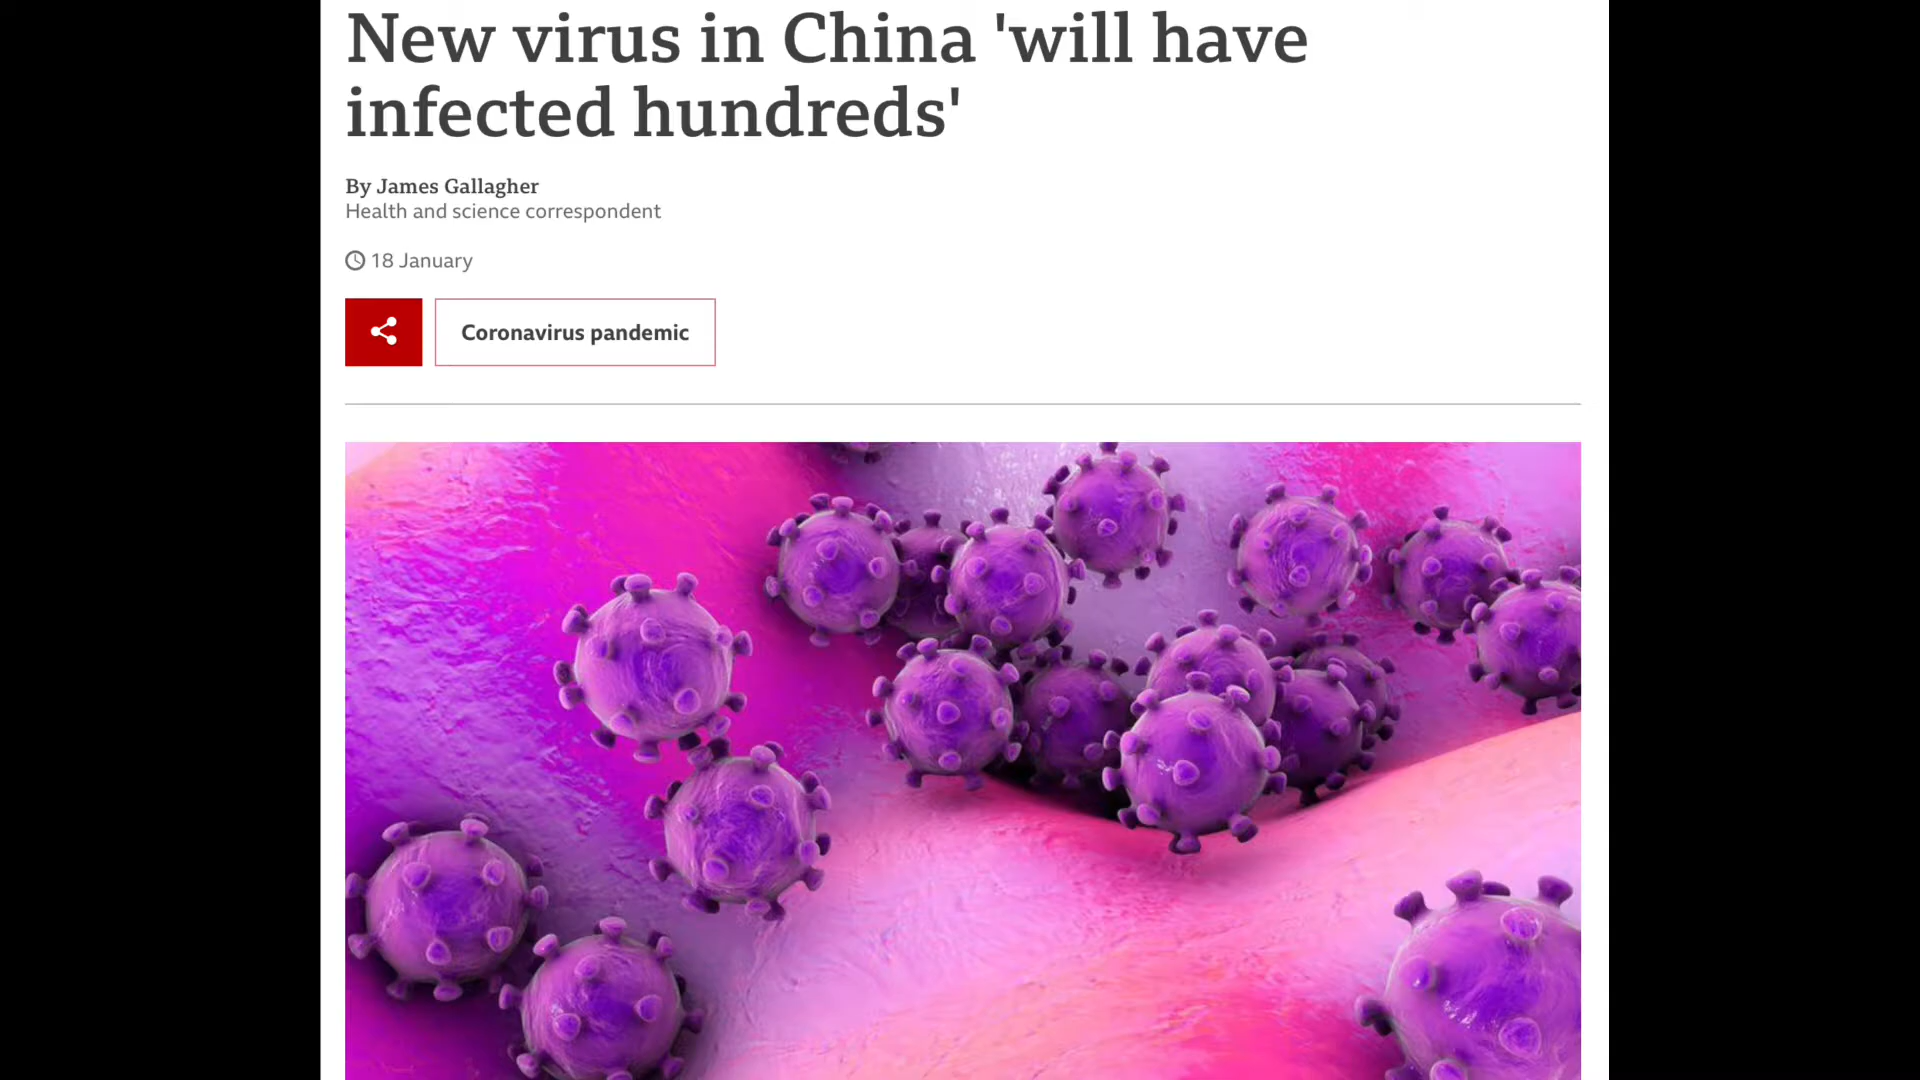 New virus in China 'will have
infected hundreds'
By James Gallagher
Health and science correspondent
18 January
Coronavirus pandemic